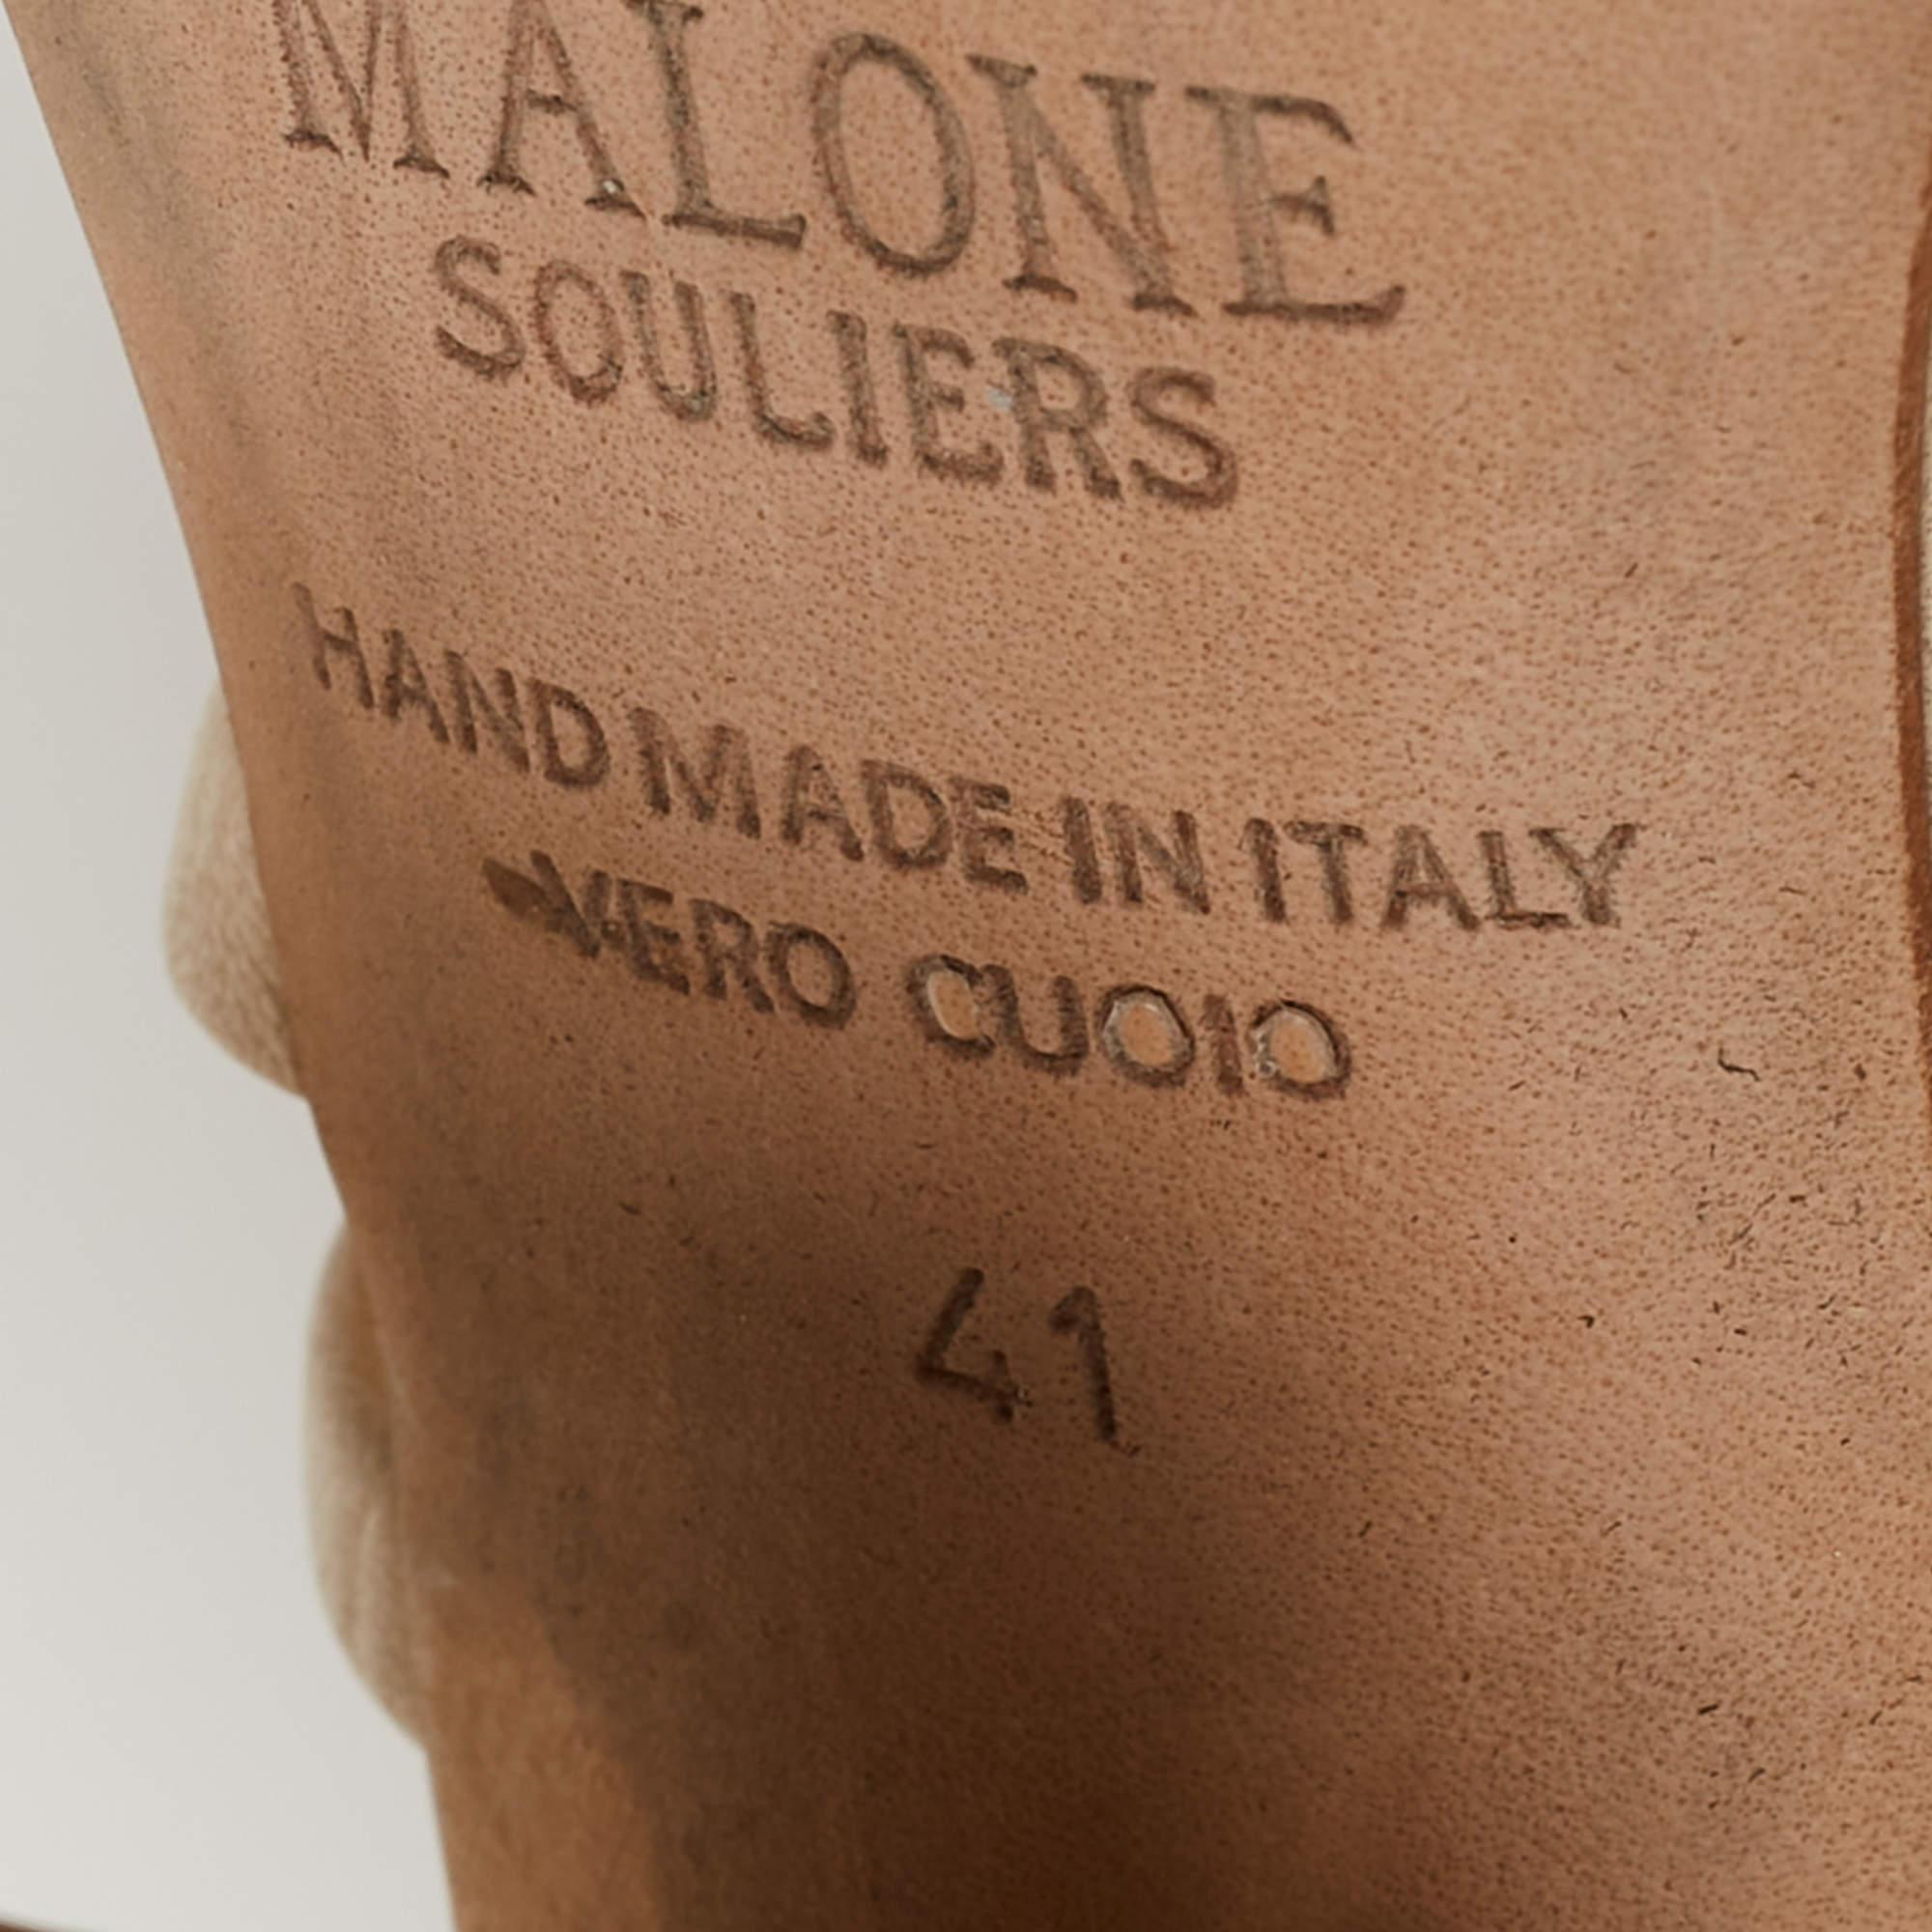 MALONE
SOULIERS
HAND MADE IN ITALY
VERO CUOIO
41